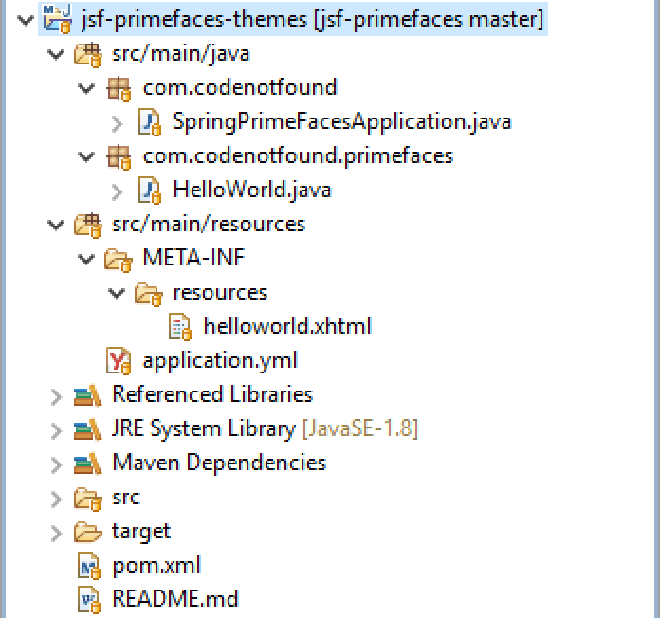 jsf-primefaces-themes [jsf-primefaces master]
src/main/java
com.codenotfound
SpringPrimeFacesApplication.java
com.codenotfound.primefaces
HelloWorld.java
src/main/resources
META-INF
resources
helloworld.xhtml
application.yml
Referenced Libraries
JRE System Library [JavaSE-1.8]
Maven Dependencies
src
target
pom.xml
README.md